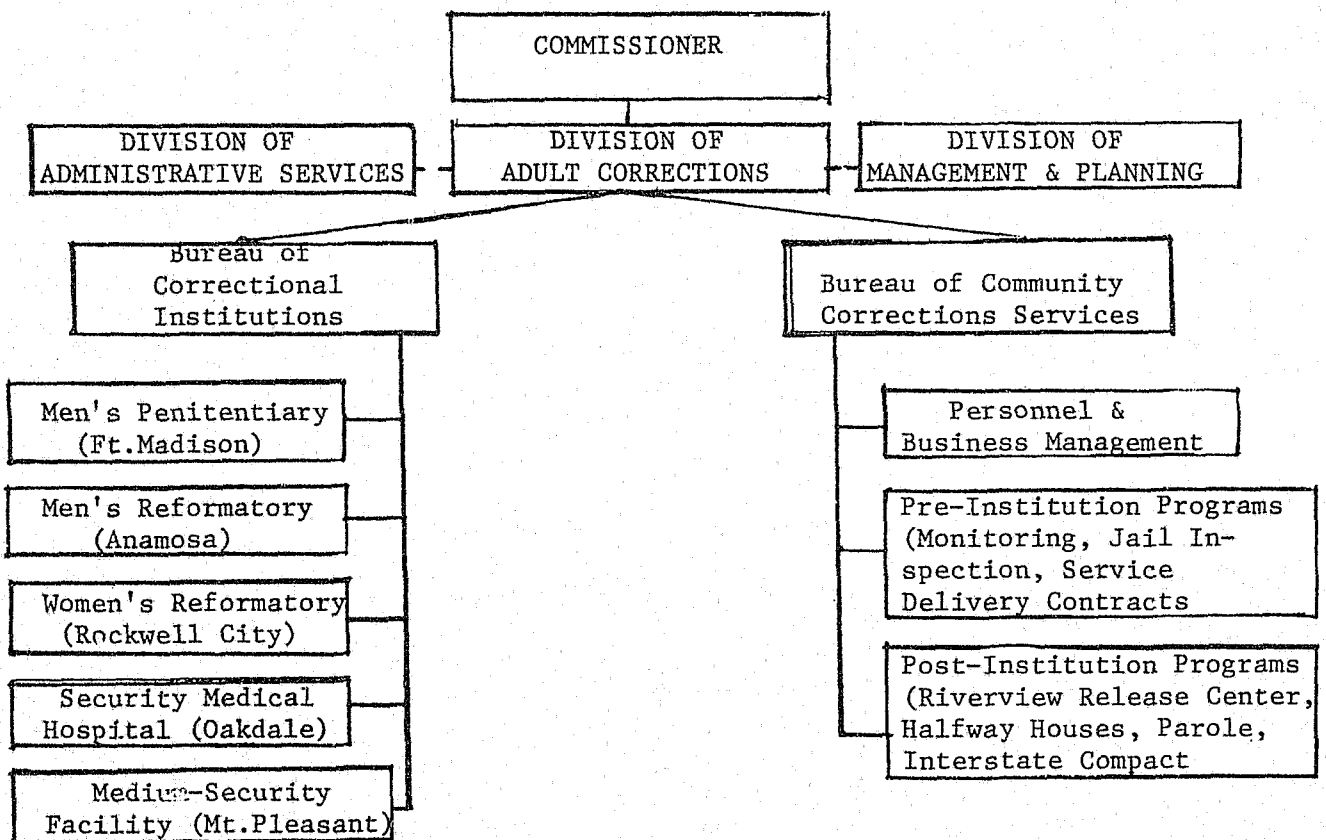 COMMISSIONER
DIVISION OF
ADMINISTRATIVE SERVICES
DIVISION OF
ADULT CORRECTIONS
DIVISION OF
MANAGEMENT & PLANNING
Bureau of
Correctional
Institutions
Bureau of Community
Corrections Services
Men's Penitentiary
(Ft.Madison)
Men's Reformatory
(Anamosa)
Women's Reformatory
(Rockwell City)
Security Medical
Hospital (Oakdale)
Medium-Security
Facility (Mt.Pleasant)
Personnel &
Business Management
Pre-Institution Programs
(Monitoring, Jail In-
spection, Service
Delivery Contracts
Post-Institution Programs
(Riverview Release Center,
Halfway Houses, Parole,
Interstate Compact